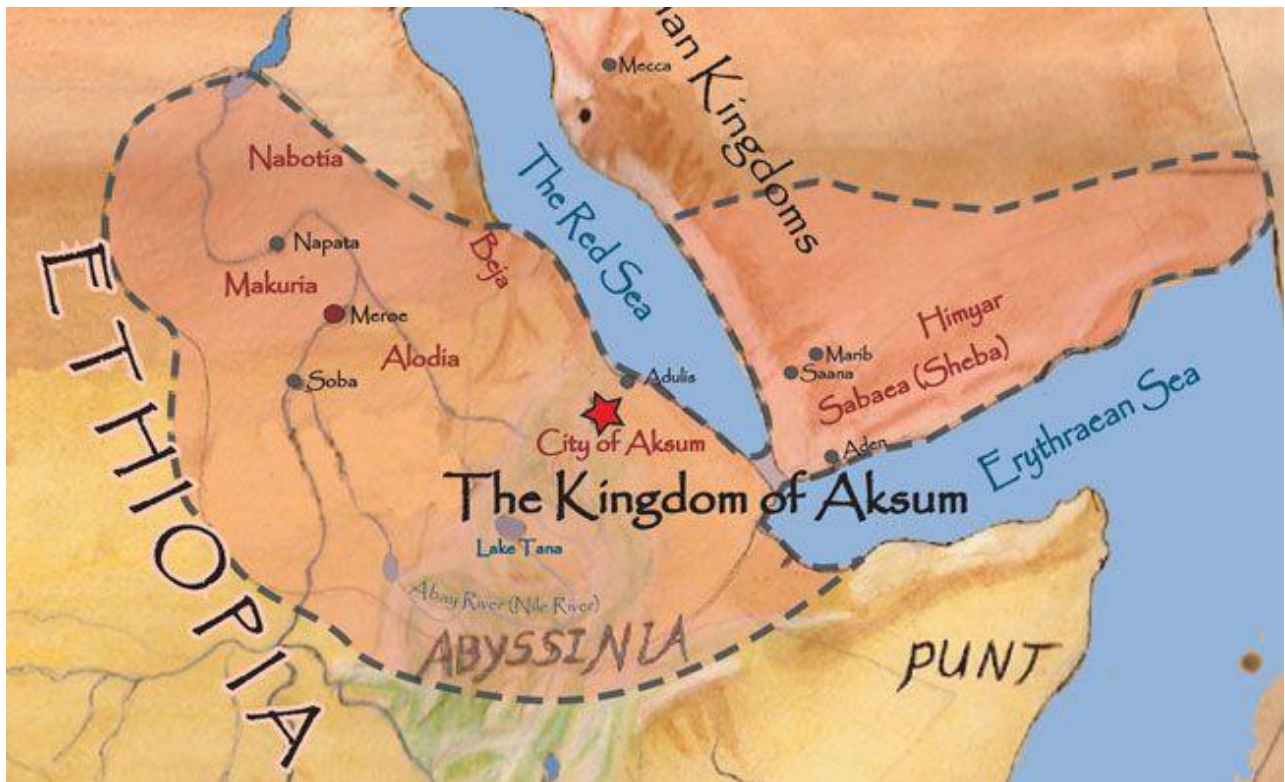 Mecca
man Kingdoms
The Red Sea
Nabotia
Napata
Beja
Makuria
Meroe
Alodia
Soba
Adulis
City of Aksum
The Kingdom of Aksum
Lake Tana
Abay River (Nile River)
ABYSSINIA
ETHIOPIA
Himyar
Marib
Saana
Sabaea (Sheba)
Aden
Erythraean Sea
PUNT